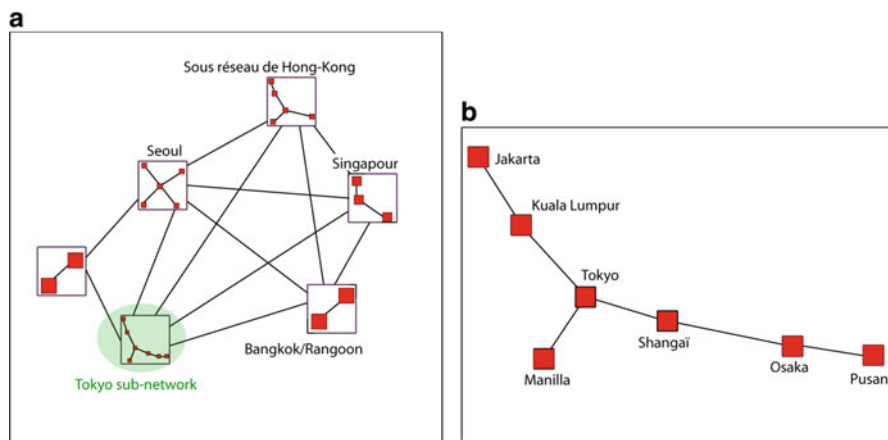 a
Sous réseau de Hong-Kong
Seoul
Singapour
Bangkok/Rangoon
Tokyo sub-network
b
Jakarta
Kuala Lumpur
Tokyo
Shangaï
Manilla
Osaka
Pusan